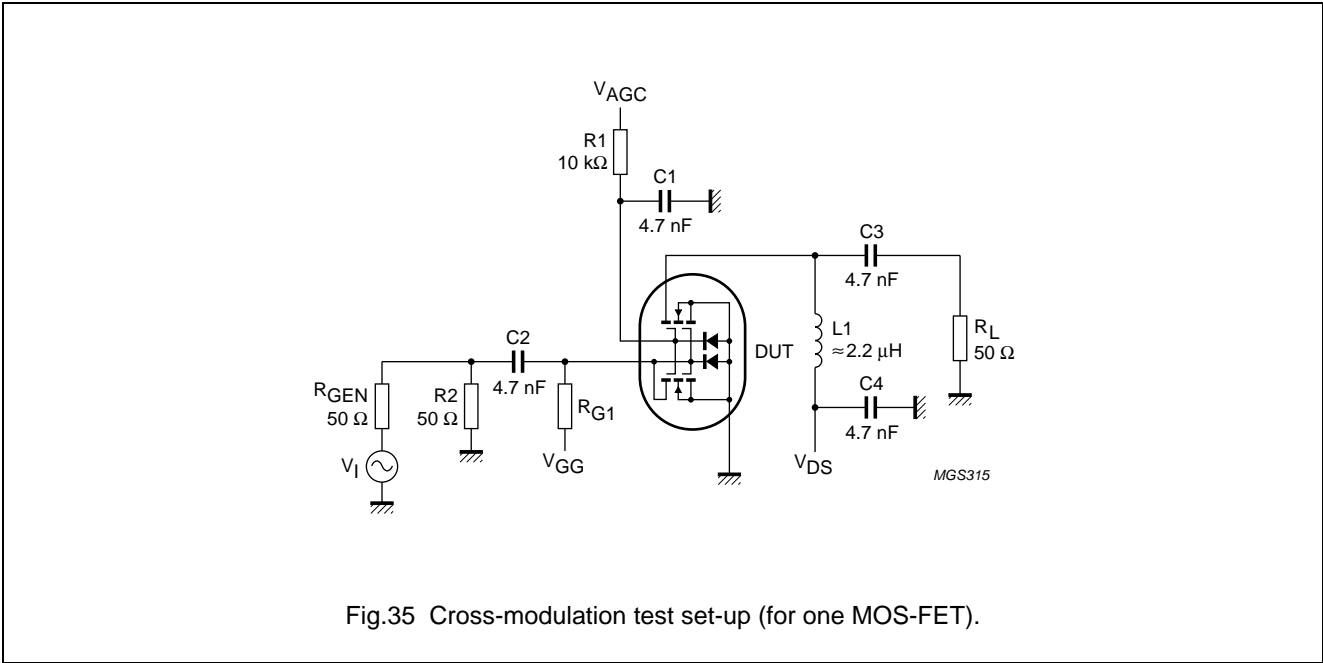 VAGC
R1
10 kΩ
C1
4.7 nF
C3
4.7 nF
L1
≈2.2 μH
RL
50 Ω
DUT
C2
4.7 nF
RGEN
50 Ω
R2
50 Ω
RG1
C4
4.7 nF
VI
VGG
VDS
MGS315
Fig.35 Cross-modulation test set-up (for one MOS-FET).